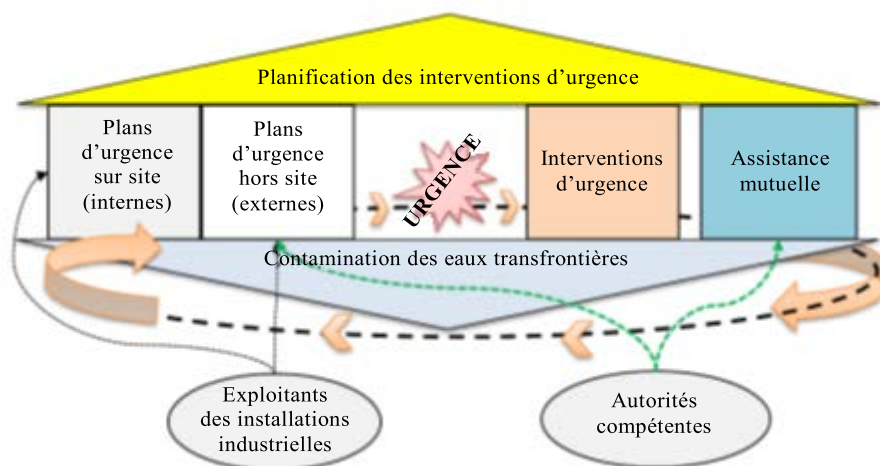 Planification des interventions d'urgence
Plans
d'urgence
sur site
(internes)
Plans
d'urgence
hors site
(externes)
URGENCE
Interventions
d'urgence
Assistance
mutuelle
Contamination des eaux transfrontières
Exploitants
des installations
industrielles
Autorités
compétentes